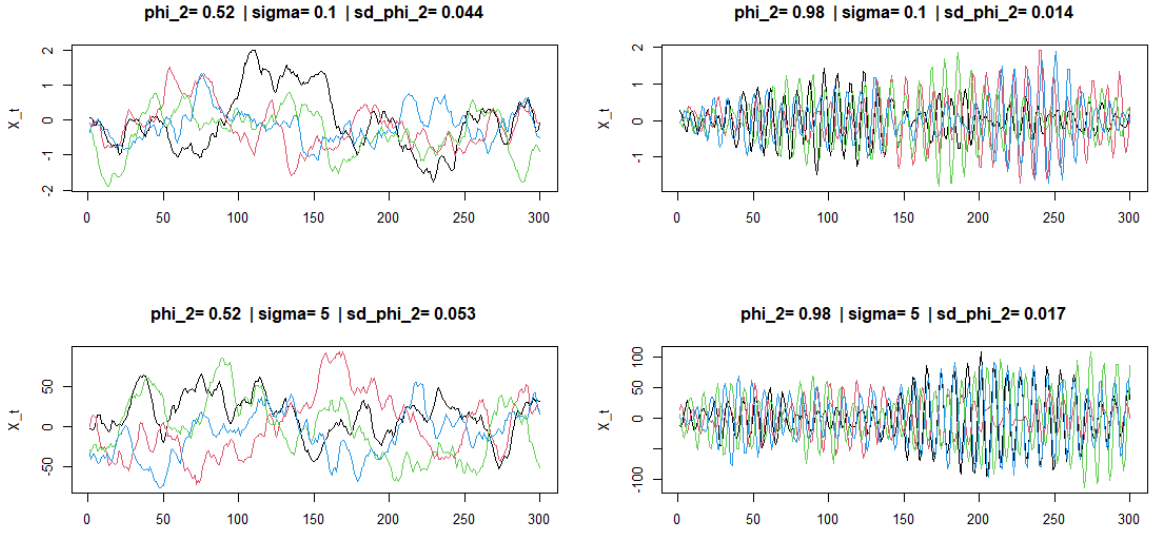 phi_2= 0.52 | sigma= 0.1 | sd_phi_2= 0.044
X_t
2
1
0
-1
-2
0 50 100 150 200 250 300
phi_2= 0.98 | sigma= 0.1 | sd_phi_2= 0.014
X_t
2
1
0
-1
0 50 100 150 200 250 300
phi_2= 0.52 | sigma= 5 | sd_phi_2= 0.053
X_t
50
0
-50
0 50 100 150 200 250 300
phi_2= 0.98 | sigma= 5 | sd_phi_2= 0.017
X_t
100
50
0
-100
0 50 100 150 200 250 300